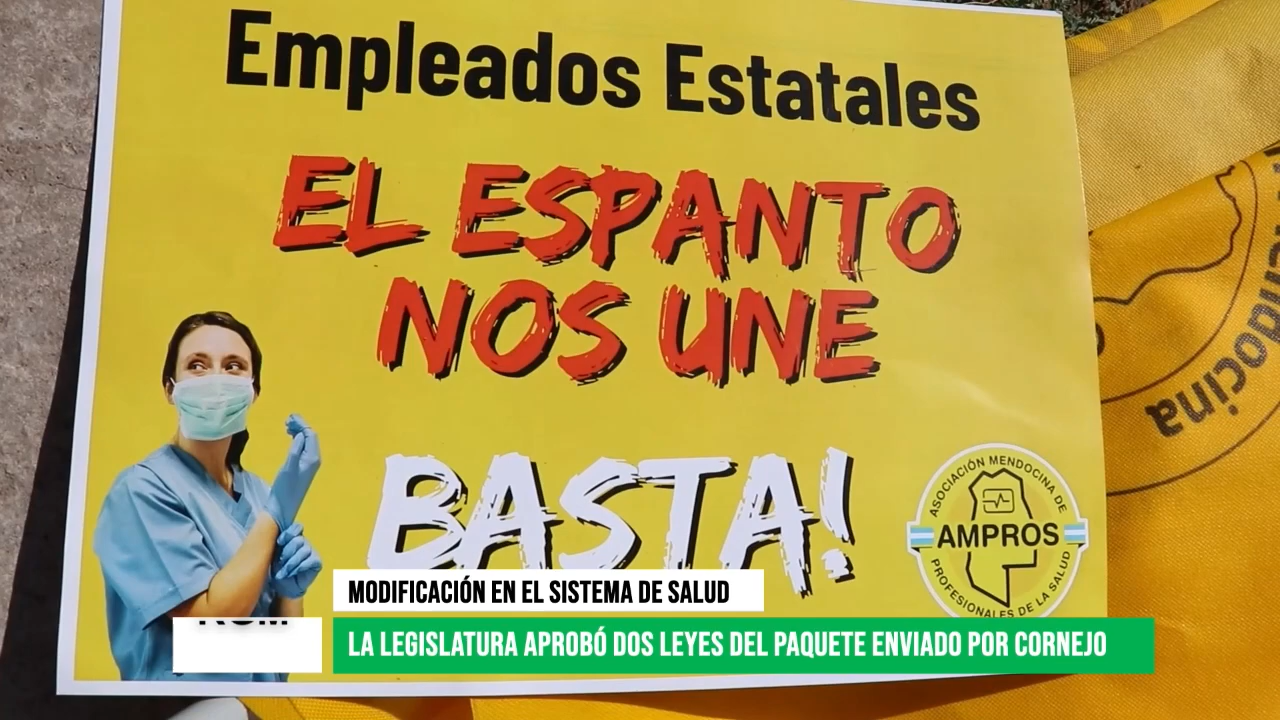 Empleados Estatales
EL ESPANTO
NOS UNE
BASTA!
ASOCIACIÓN MENDOCINA DE
AMPROS
PROFESIONALES DE LA SALUD
Mendocina
MODIFICACIÓN EN EL SISTEMA DE SALUD
LA LEGISLATURA APROBÓ DOS LEYES DEL PAQUETE ENVIADO POR CORNEJO